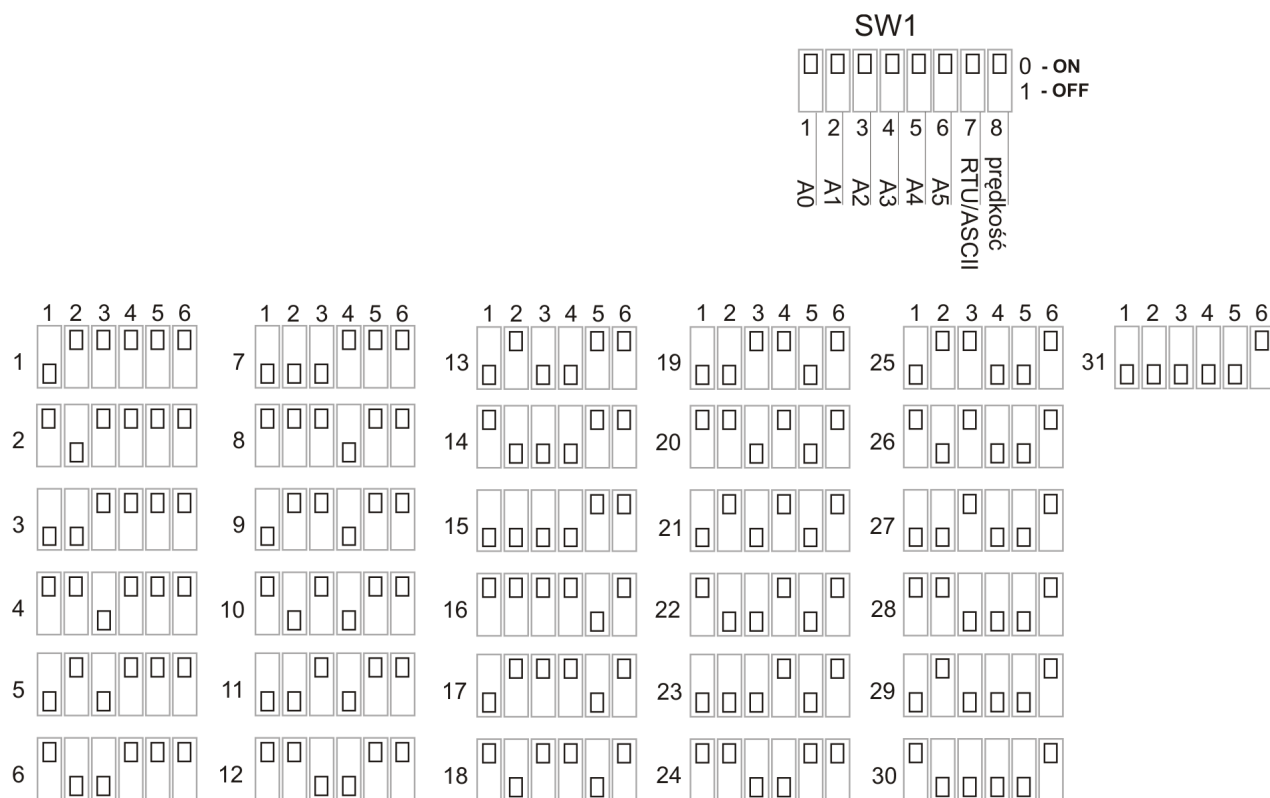 SW1
0 - ON
1 - OFF
1 2 3 4 5 6 7 8
A0 A1 A2 A3 A4 A5 RTU/ASCII prędkość
1 2 3 4 5 6 1 2 3 4 5 6 1 2 3 4 5 6 1 2 3 4 5 6 1 2 3 4 5 6 1 2 3 4 5 6
1 7 13 19 25 31
2 8 14 20 26
3 9 15 21 27
4 10 16 22 28
5 11 17 23 29
6 12 18 24 30